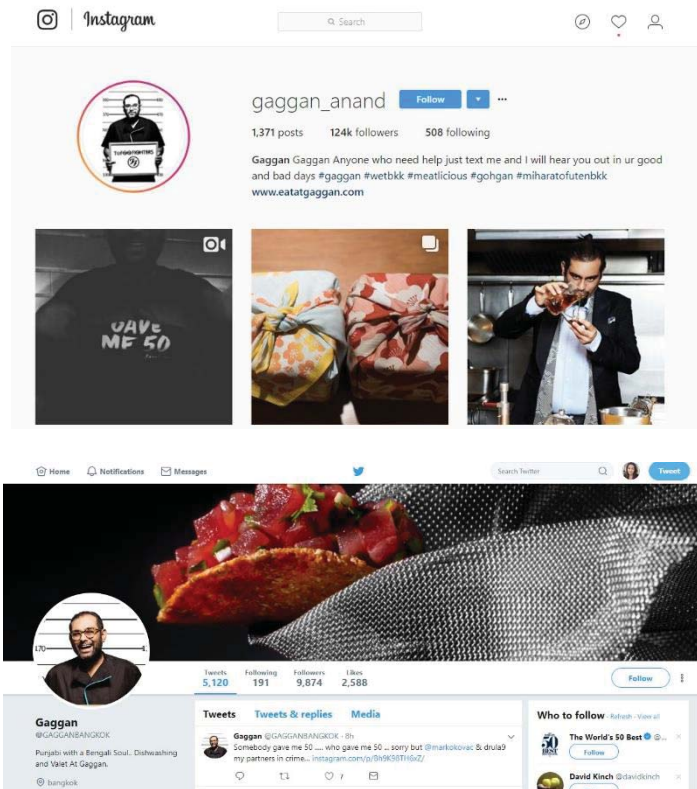 Instagram
Search
gaggan_anand Follow
1,371 posts 124k followers 508 following
Gaggan Gaggan Anyone who need help just text me and I will hear you out in ur good
and bad days #gaggan #wetbkk #meatlicious #gohgan #miharatofutenbkk
www.eatatgaggan.com
GAVE
ME 50
Home Notifications Messages
Search Twitter
Tweet
170
Tweets Following Followers Likes
5,120 191 9,874 2,588
Follow
Gaggan
@GAGGANBANGKOK
Punjabi with a Bengali Soul.. Dishwashing
and Valet At Gaggan.
bangkok
Tweets Tweets & replies Media
Gaggan @GAGGANBANGKOK · 8h
Somebody gave me 50 ..... who gave me 50 ... sorry but @markokovac & drula9
my partners in crime... instagram.com/p/Bh9K98TH6xZ/
7
Who to follow · Refresh · View all
The World's 50 Best @...
Follow
50
BEST
David Kinch @davidkinch